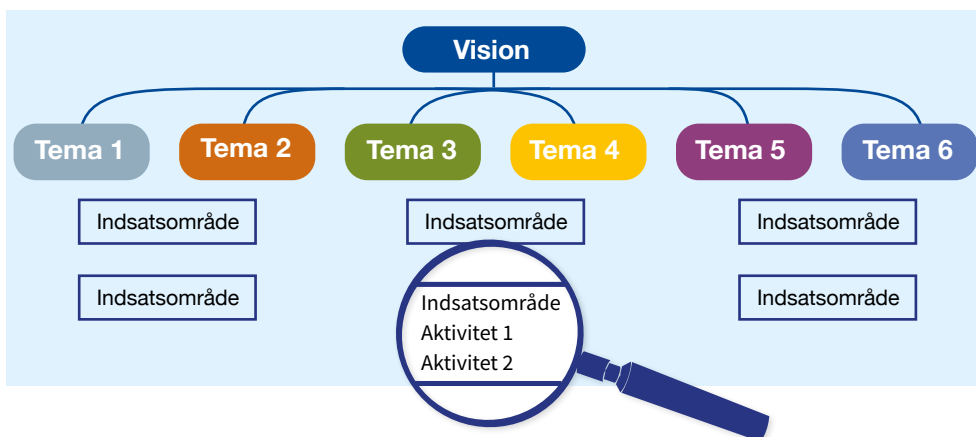 Vision
Tema 1
Tema 2
Tema 3
Tema 4
Tema 5
Tema 6
Indsatsområde
Indsatsområde
Indsatsområde
Indsatsområde
Indsatsområde
Indsatsområde
Aktivitet 1
Aktivitet 2